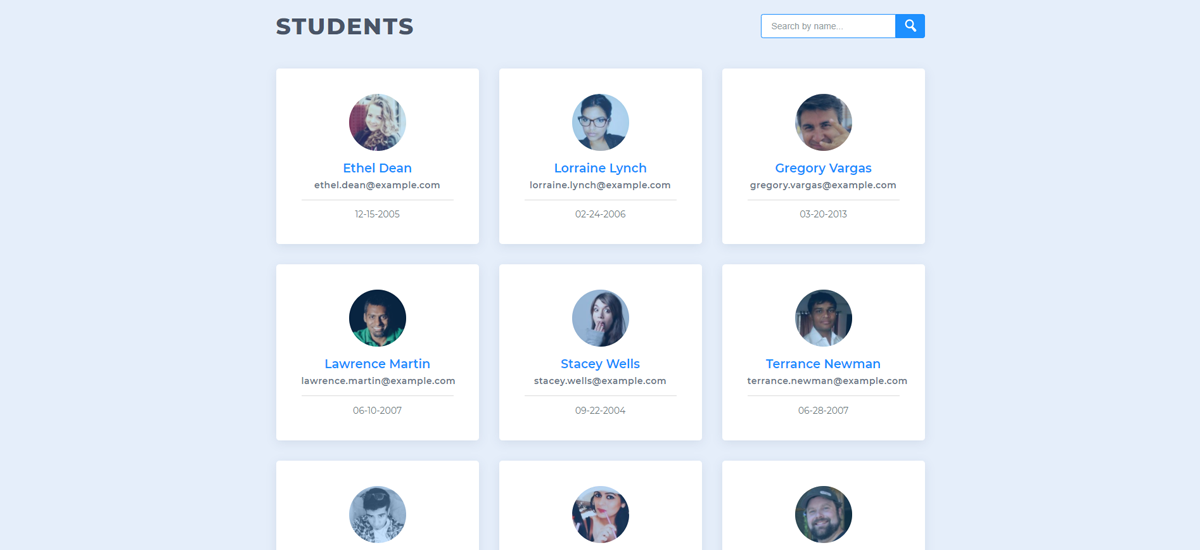 STUDENTS
Search by name...
Ethel Dean
ethel.dean@example.com
12-15-2005
Lorraine Lynch
lorraine.lynch@example.com
02-24-2006
Gregory Vargas
gregory.vargas@example.com
03-20-2013
Lawrence Martin
lawrence.martin@example.com
06-10-2007
Stacey Wells
stacey.wells@example.com
09-22-2004
Terrance Newman
terrance.newman@example.com
06-28-2007